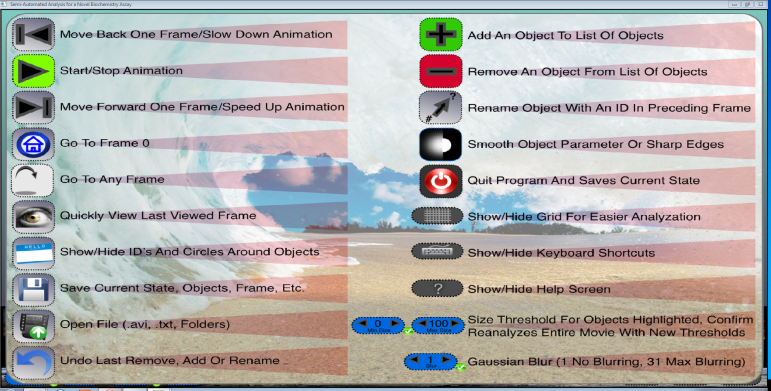 Semi-Automated Analysis for a Novel Biochemistry Assay
Move Back One Frame/Slow Down Animation
Start/Stop Animation
Move Forward One Frame/Speed Up Animation
Go To Frame 0
Go To Any Frame
Quickly View Last Viewed Frame
HELLO
Show/Hide ID's And Circles Around Objects
Save Current State, Objects, Frame, Etc.
Open File (.avi, .txt, Folders)
Undo Last Remove, Add Or Rename
Add An Object To List Of Objects
Remove An Object From List Of Objects
# ?
Rename Object With An ID In Preceding Frame
Smooth Object Parameter Or Sharp Edges
Quit Program And Saves Current State
Show/Hide Grid For Easier Analyzation
Show/Hide Keyboard Shortcuts
?
Show/Hide Help Screen
0
Min Size
100
Max Size
Size Threshold For Objects Highlighted, Confirm
Reanalyzes Entire Movie With New Thresholds
1
Blur
Gaussian Blur (1 No Blurring, 31 Max Blurring)